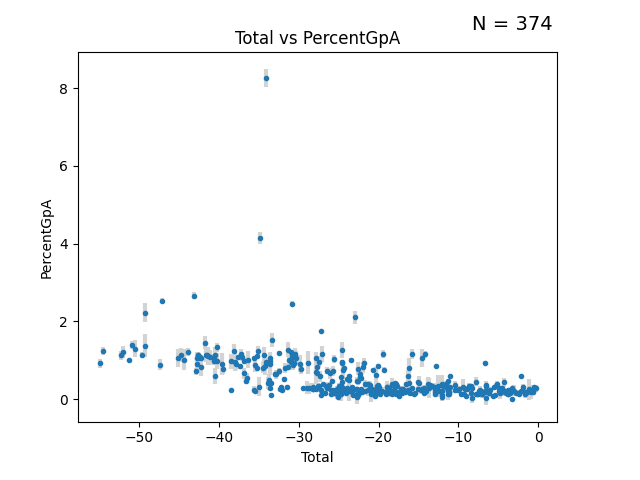 N = 374
Total vs PercentGpA
PercentGpA
8
6
4
2
0
−50 −40 −30 −20 −10 0
Total